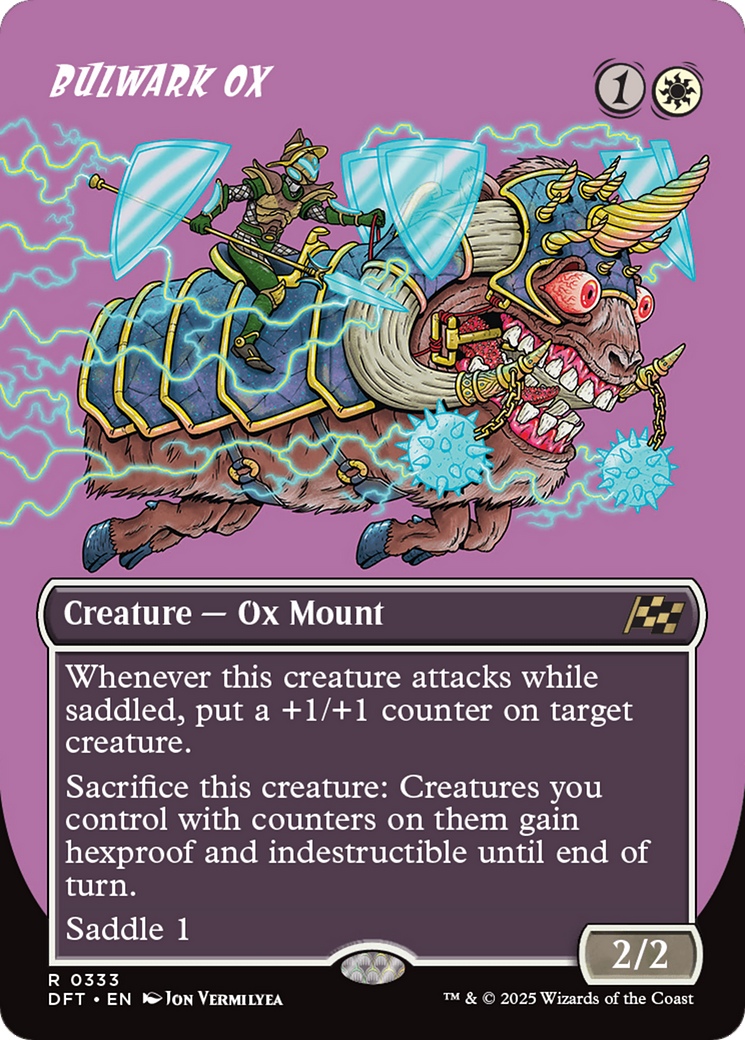 BULWARK OX
1
Creature — Ox Mount
Whenever this creature attacks while
saddled, put a +1/+1 counter on target
creature.
Sacrifice this creature: Creatures you
control with counters on them gain
hexproof and indestructible until end of
turn.
Saddle 1
2/2
R 0333
DFT • EN Jon Vermilyea
™ & © 2025 Wizards of the Coast